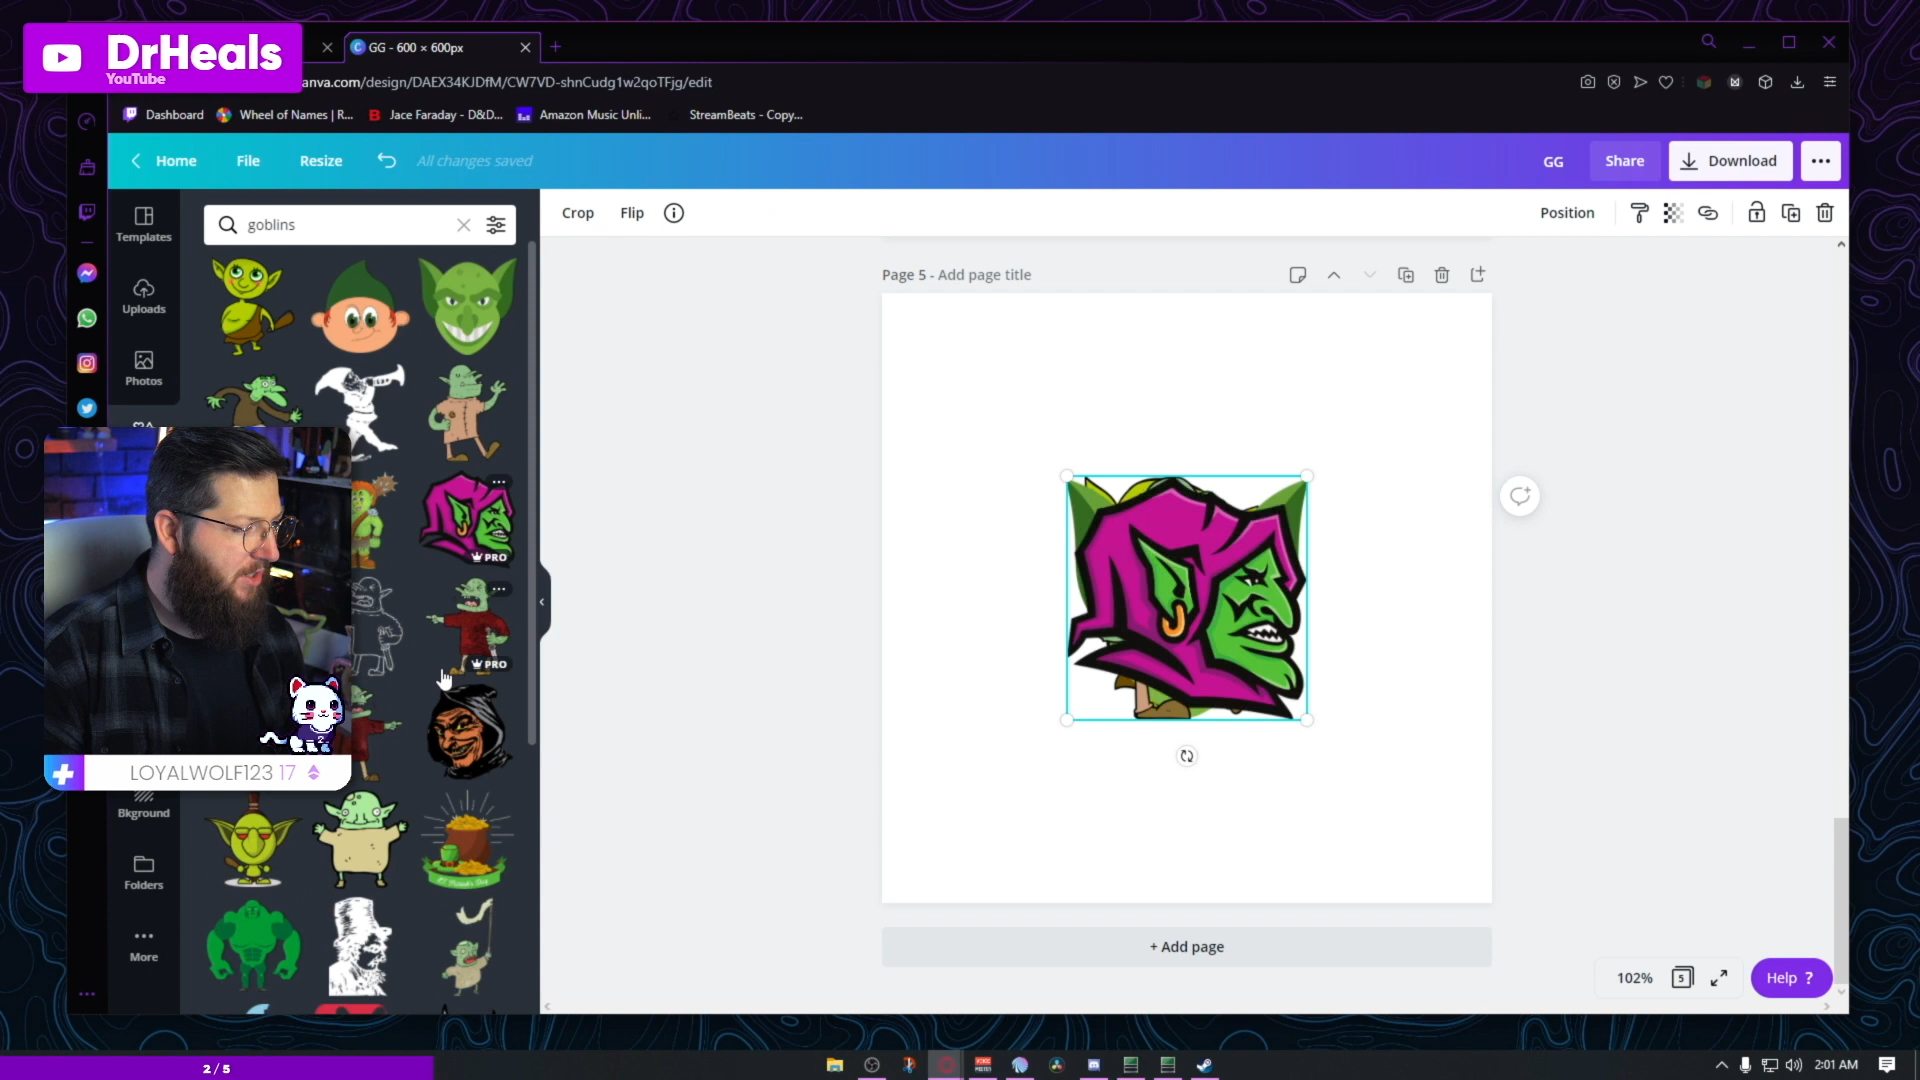 DrHeals
YouTube
GG - 600 × 600px
anva.com/design/DAEX34KJDfM/CW7VD-shnCudg1w2qoTFjg/edit
Dashboard
Wheel of Names | R...
Jace Faraday - D&D...
Amazon Music Unli...
StreamBeats - Copy...
Home
File
Resize
All changes saved
GG
Share
Download
Templates
Uploads
Photos
Bkground
Folders
More
goblins
PRO
PRO
Crop
Flip
Position
Page 5 - Add page title
+ Add page
102%
5
Help ?
LOYALWOLF123 17
2 / 5
2:01 AM